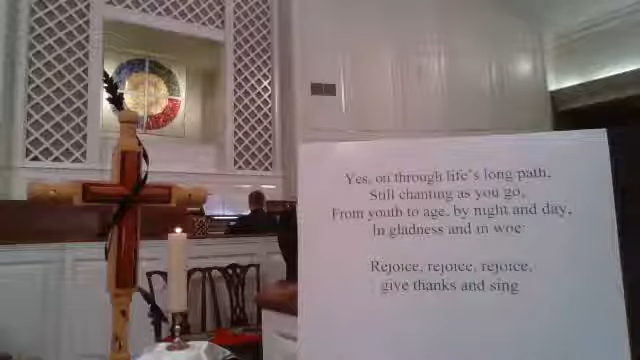 Yes, on through life's long path,
Still chanting as you go,
From youth to age, by night and day,
In gladness and in woe:
Rejoice, rejoice, rejoice,
give thanks and sing